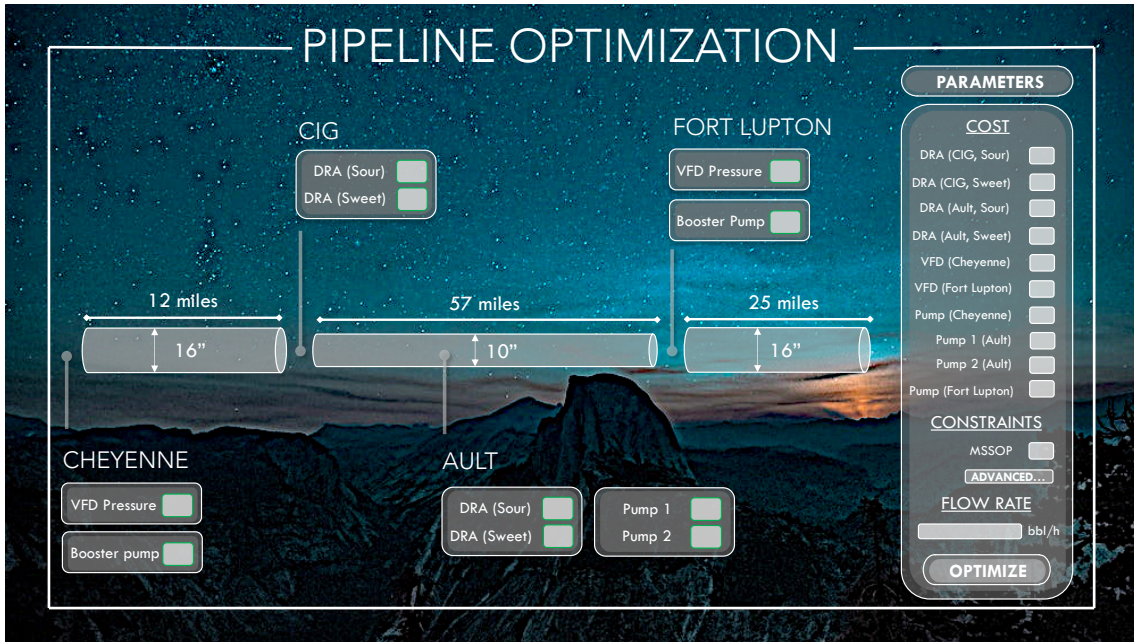 PIPELINE OPTIMIZATION
PARAMETERS
COST
DRA (CIG, Sour)
DRA (CIG, Sweet)
DRA (Ault, Sour)
DRA (Ault, Sweet)
VFD (Cheyenne)
VFD (Fort Lupton)
Pump (Cheyenne)
Pump 1 (Ault)
Pump 2 (Ault)
Pump (Fort Lupton)
CONSTRAINTS
MSSOP
ADVANCED...
FLOW RATE
bbl/h
OPTIMIZE
CIG
DRA (Sour)
DRA (Sweet)
FORT LUPTON
VFD Pressure
Booster Pump
12 miles
57 miles
25 miles
16”
10”
16”
CHEYENNE
VFD Pressure
Booster pump
AULT
DRA (Sour)
DRA (Sweet)
Pump 1
Pump 2